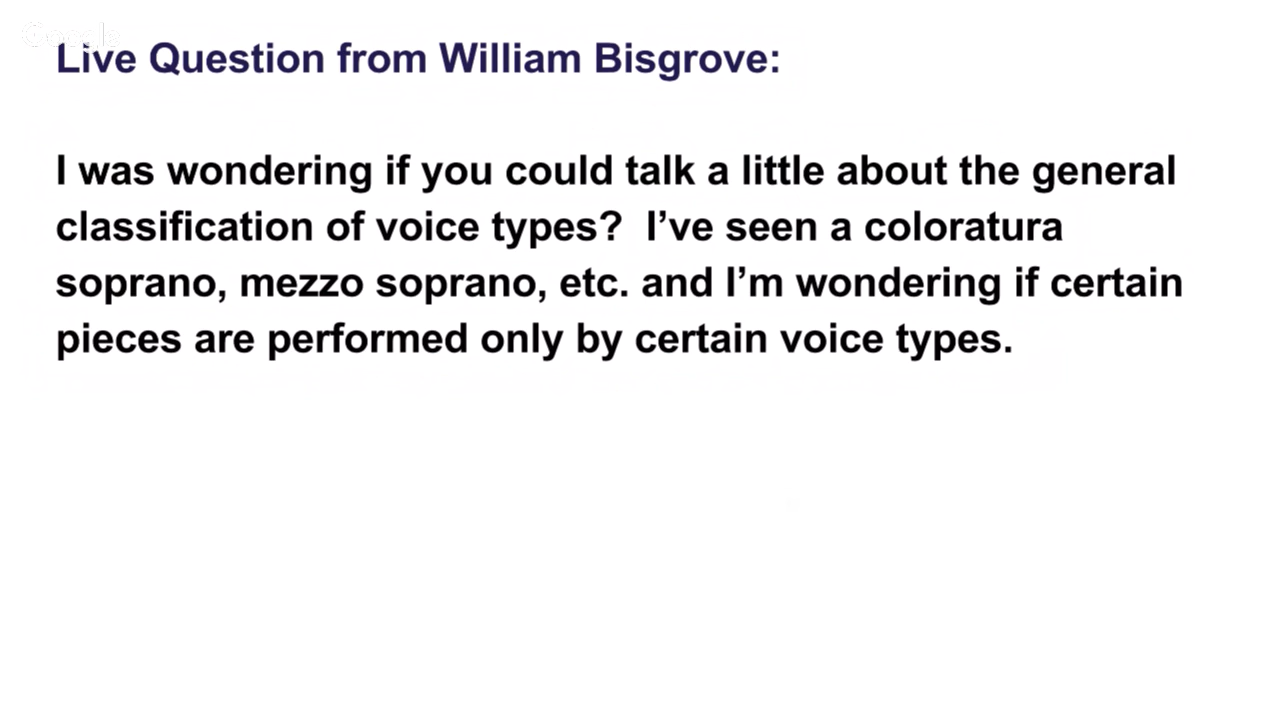 Google
Live Question from William Bisgrove:
I was wondering if you could talk a little about the general
classification of voice types?  I’ve seen a coloratura
soprano, mezzo soprano, etc. and I’m wondering if certain
pieces are performed only by certain voice types.